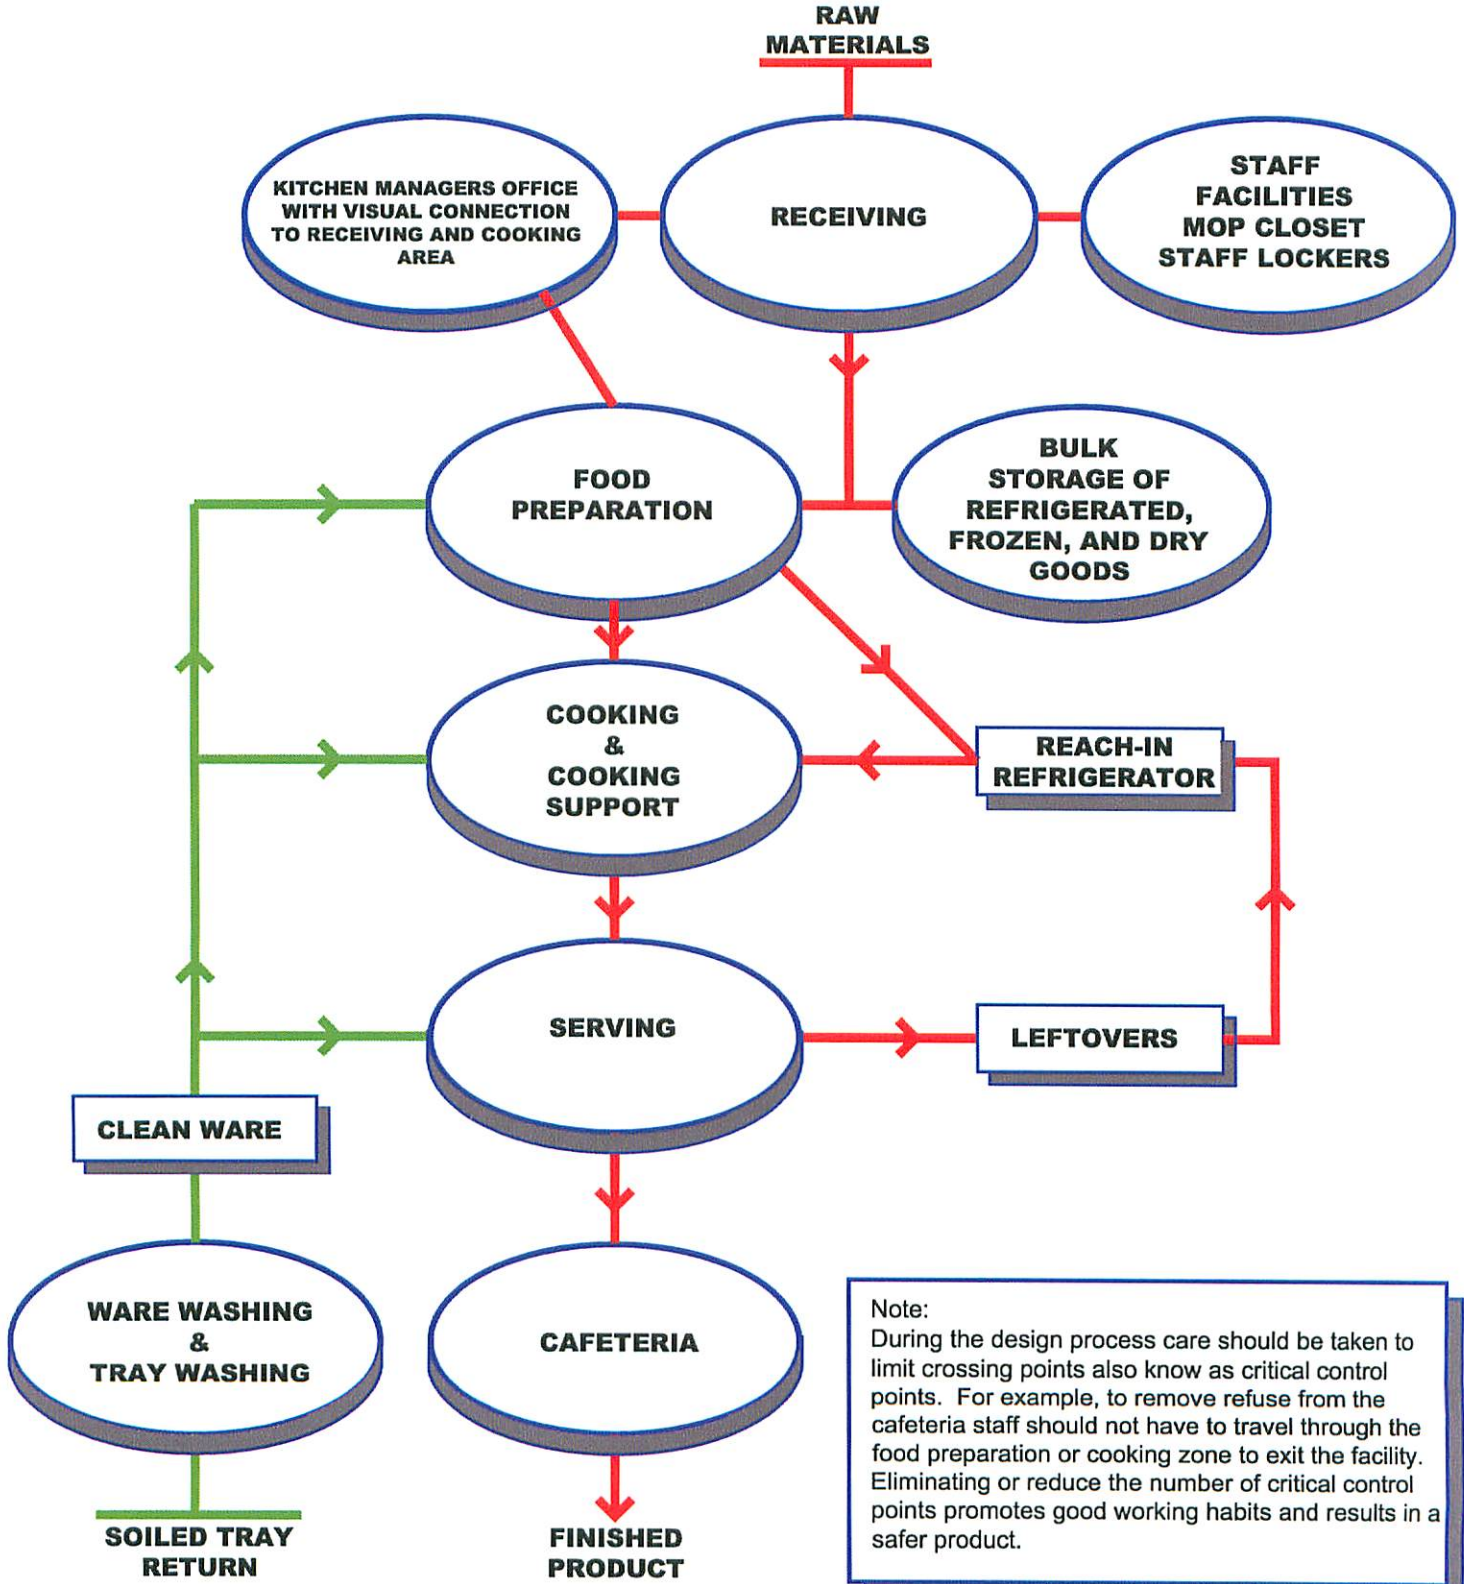 RAW
MATERIALS
KITCHEN MANAGERS OFFICE
WITH VISUAL CONNECTION
TO RECEIVING AND COOKING
AREA
RECEIVING
STAFF
FACILITIES
MOP CLOSET
STAFF LOCKERS
FOOD
PREPARATION
BULK
STORAGE OF
REFRIGERATED,
FROZEN, AND DRY
GOODS
COOKING
&
COOKING
SUPPORT
REACH-IN
REFRIGERATOR
SERVING
LEFTOVERS
CLEAN WARE
WARE WASHING
&
TRAY WASHING
CAFETERIA
Note:
During the design process care should be taken to
limit crossing points also know as critical control
points.  For example, to remove refuse from the
cafeteria staff should not have to travel through the
food preparation or cooking zone to exit the facility.
Eliminating or reduce the number of critical control
points promotes good working habits and results in a
safer product.
SOILED TRAY
RETURN
FINISHED
PRODUCT